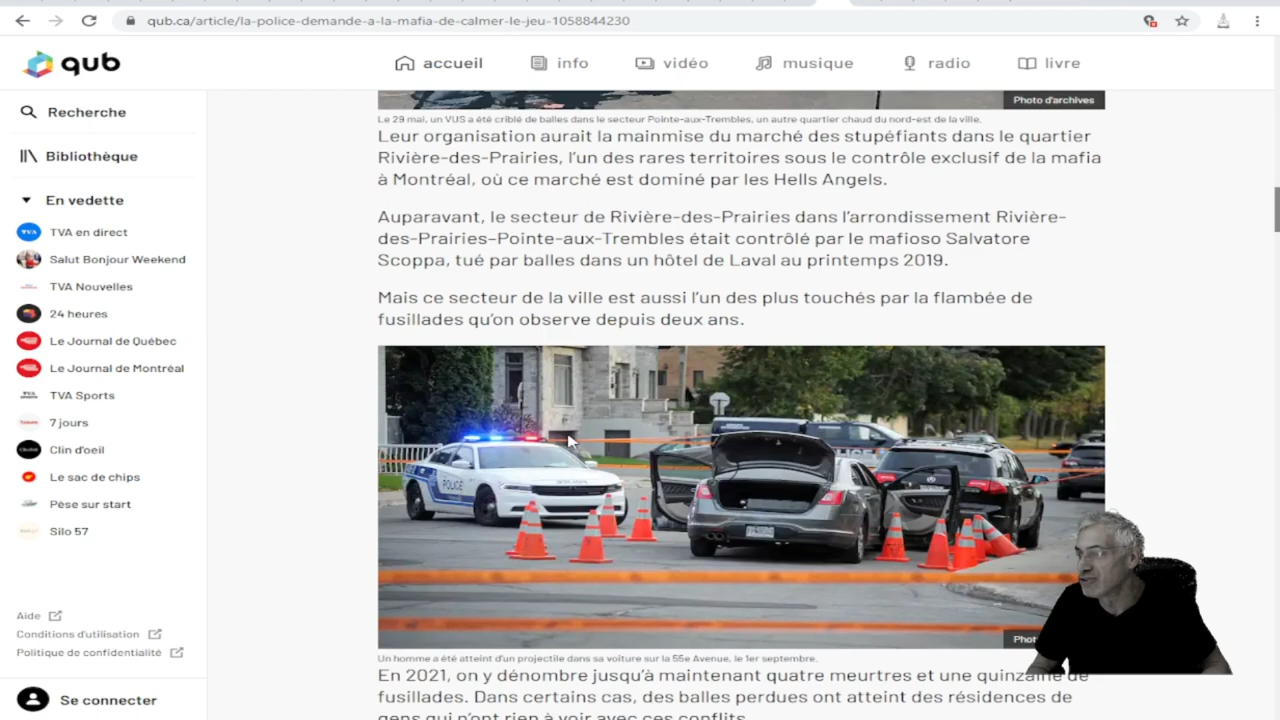 qub.ca/article/la-police-demande-a-la-mafia-de-calmer-le-jeu-1058844230
qub
accueil
info
vidéo
musique
radio
livre
Recherche
Bibliothèque
En vedette
TVA en direct
Salut Bonjour Weekend
TVA Nouvelles
24 heures
Le Journal de Québec
Le Journal de Montréal
TVA Sports
7 jours
Clin d'oeil
Le sac de chips
Pèse sur start
Silo 57
Aide
Conditions d'utilisation
Politique de confidentialité
Se connecter
Photo d'archives
Le 29 mai, un VUS a été criblé de balles dans le secteur Pointe-aux-Trembles, un autre quartier chaud du nord-est de la ville.
Leur organisation aurait la mainmise du marché des stupéfiants dans le quartier
Rivière-des-Prairies, l'un des rares territoires sous le contrôle exclusif de la mafia
à Montréal, où ce marché est dominé par les Hells Angels.
Auparavant, le secteur de Rivière-des-Prairies dans l'arrondissement Rivière-
des-Prairies–Pointe-aux-Trembles était contrôlé par le mafioso Salvatore
Scoppa, tué par balles dans un hôtel de Laval au printemps 2019.
Mais ce secteur de la ville est aussi l'un des plus touchés par la flambée de
fusillades qu'on observe depuis deux ans.
POLICE
Un homme a été atteint d'un projectile dans sa voiture sur la 55e Avenue, le 1er septembre.
En 2021, on y dénombre jusqu'à maintenant quatre meurtres et une quinzaine de
fusillades. Dans certains cas, des balles perdues ont atteint des résidences de
gens qui n'ont rien à voir avec ces conflits.